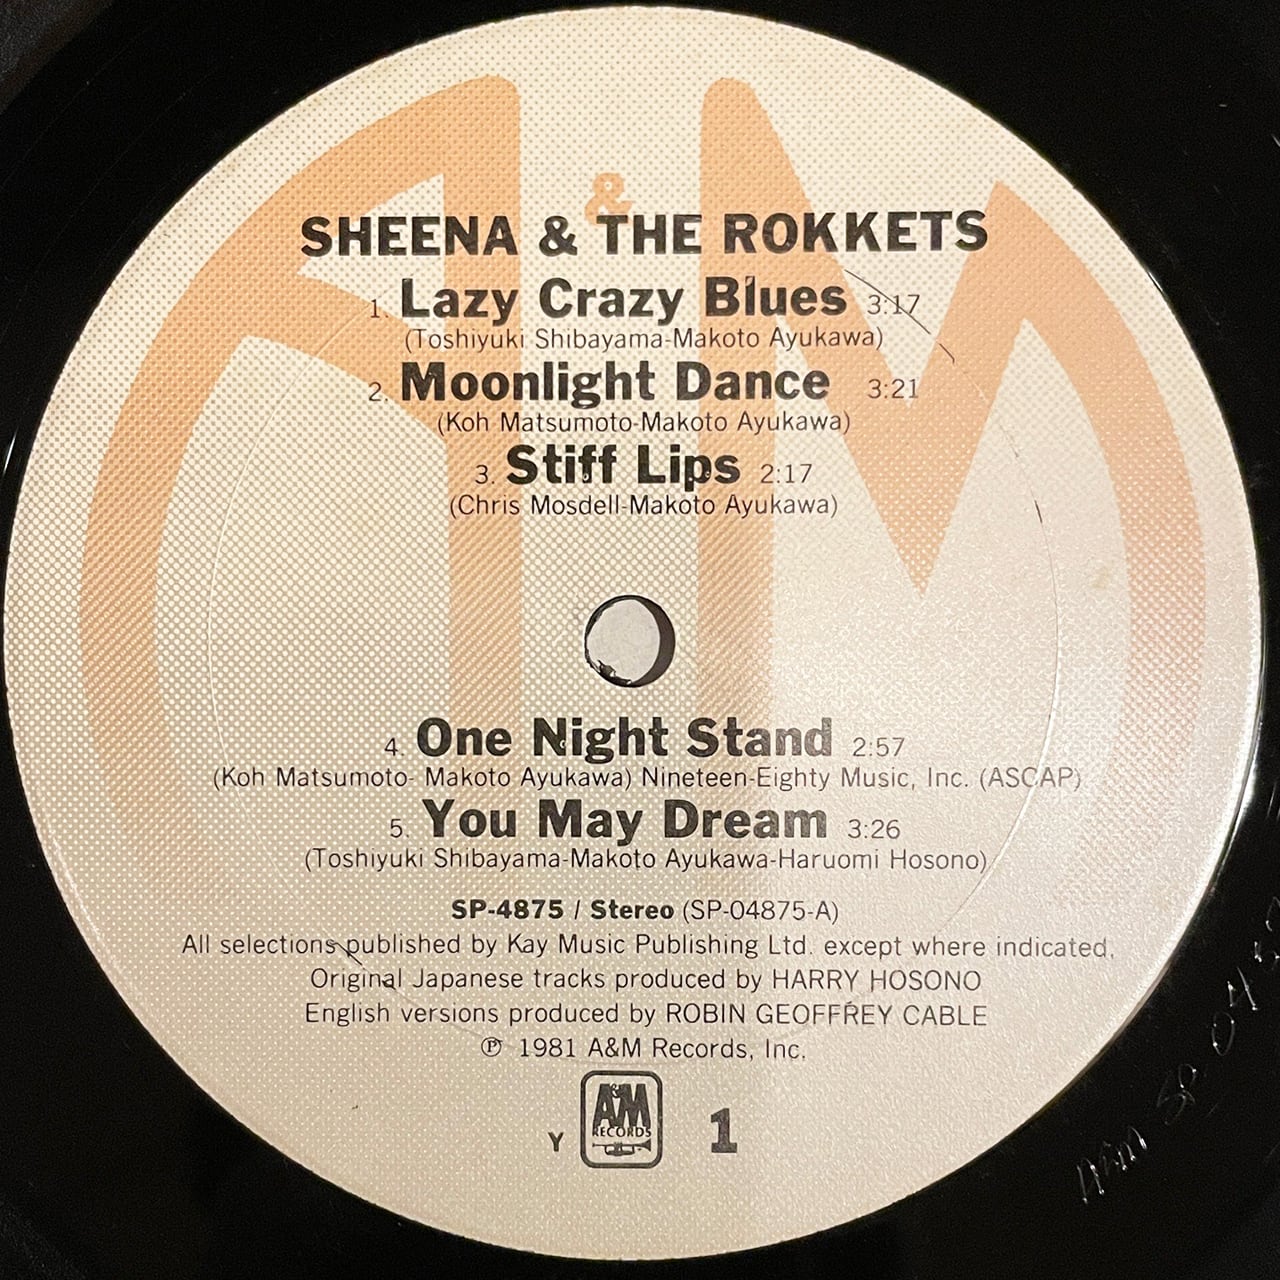 &
SHEENA & THE ROKKETS
1. Lazy Crazy Blues 3:17
(Toshiyuki Shibayama-Makoto Ayukawa)
2. Moonlight Dance 3:21
(Koh Matsumoto-Makoto Ayukawa)
3. Stiff Lips 2:17
(Chris Mosdell-Makoto Ayukawa)
4. One Night Stand 2:57
(Koh Matsumoto- Makoto Ayukawa) Nineteen-Eighty Music, Inc. (ASCAP)
5. You May Dream 3:26
(Toshiyuki Shibayama-Makoto Ayukawa-Haruomi Hosono)
SP-4875 / Stereo (SP-04875-A)
All selections published by Kay Music Publishing Ltd. except where indicated.
Original Japanese tracks produced by HARRY HOSONO
English versions produced by ROBIN GEOFFREY CABLE
℗ 1981 A&M Records, Inc.
A&M
RECORDS
Y 1